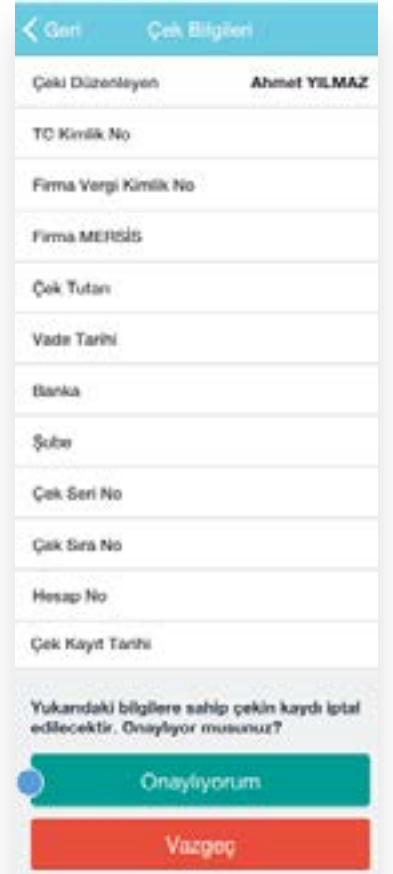 Geri Çek Bilgileri
Çeki Düzenleyen Ahmet YILMAZ
TC Kimlik No
Firma Vergi Kimlik No
Firma MERSİS
Çek Tutarı
Vade Tarihi
Banka
Şube
Çek Seri No
Çek Sıra No
Hesap No
Çek Kayıt Tarihi
Yukarıdaki bilgilere sahip çekin kaydı iptal
edilecektir. Onaylıyor musunuz?
Onaylıyorum
Vazgeç